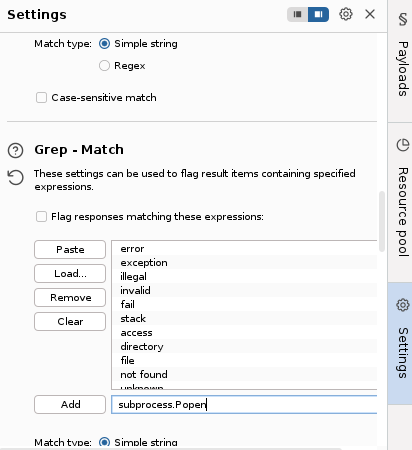 Settings
Match type: Simple string
Regex
Case-sensitive match
Grep - Match
These settings can be used to flag result items containing specified
expressions.
Flag responses matching these expressions:
Paste
Load...
Remove
Clear
error
exception
illegal
invalid
fail
stack
access
directory
file
not found
unknown
Add
subprocess.Popen
Match type: Simple string
Payloads
Resource pool
Settings